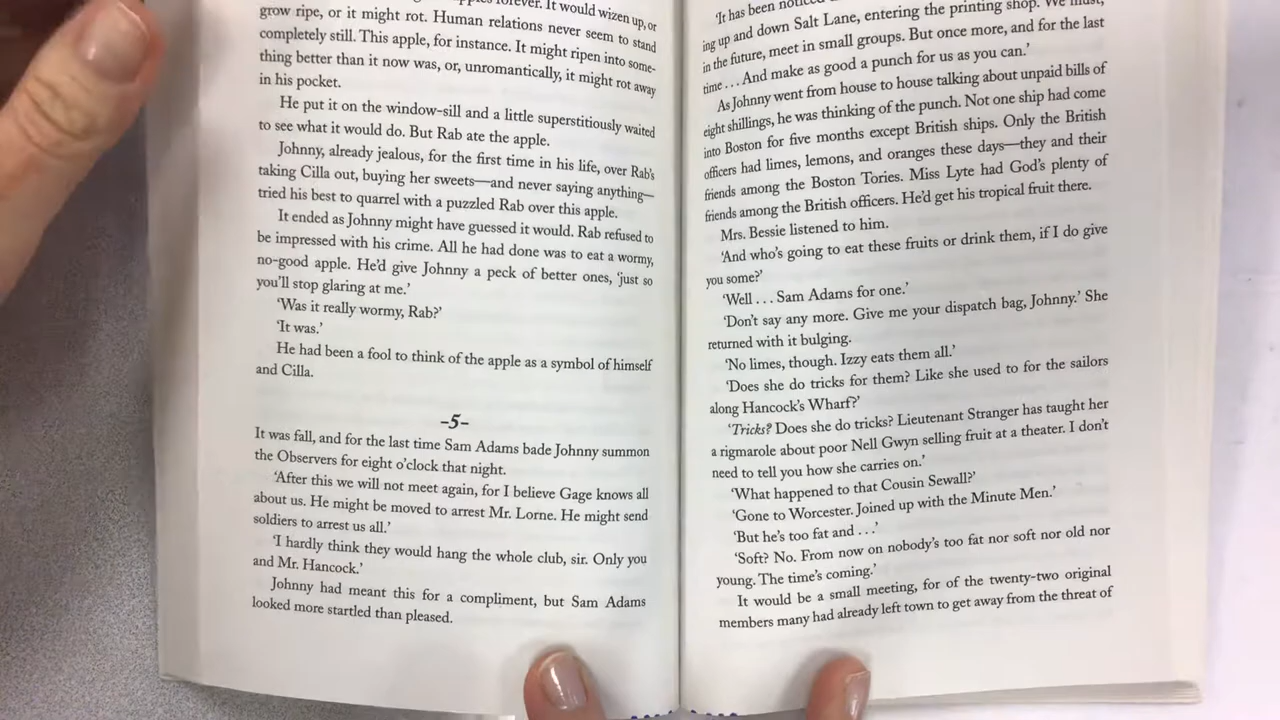 forever. It would wizen up, or
grow ripe, or it might rot. Human relations never seem to stand
completely still. This apple, for instance. It might ripen into some-
thing better than it now was, or, unromantically, it might rot away
in his pocket.
He put it on the window-sill and a little superstitiously waited
to see what it would do. But Rab ate the apple.
Johnny, already jealous, for the first time in his life, over Rab's
taking Cilla out, buying her sweets—and never saying anything—
tried his best to quarrel with a puzzled Rab over this apple.
It ended as Johnny might have guessed it would. Rab refused to
be impressed with his crime. All he had done was to eat a wormy,
no-good apple. He'd give Johnny a peck of better ones, 'just so
you'll stop glaring at me.'
'Was it really wormy, Rab?'
'It was.'
He had been a fool to think of the apple as a symbol of himself
and Cilla.
-5-
It was fall, and for the last time Sam Adams bade Johnny summon
the Observers for eight o'clock that night.
'After this we will not meet again, for I believe Gage knows all
about us. He might be moved to arrest Mr. Lorne. He might send
soldiers to arrest us all.'
'I hardly think they would hang the whole club, sir. Only you
and Mr. Hancock.'
Johnny had meant this for a compliment, but Sam Adams
looked more startled than pleased.
'It has been noticed
ing up and down Salt Lane, entering the printing shop. We must,
in the future, meet in small groups. But once more, and for the last
time . . . And make as good a punch for us as you can.'
As Johnny went from house to house talking about unpaid bills of
eight shillings, he was thinking of the punch. Not one ship had come
into Boston for five months except British ships. Only the British
officers had limes, lemons, and oranges these days—they and their
friends among the Boston Tories. Miss Lyte had God's plenty of
friends among the British officers. He'd get his tropical fruit there.
Mrs. Bessie listened to him.
'And who's going to eat these fruits or drink them, if I do give
you some?'
'Well . . . Sam Adams for one.'
'Don't say any more. Give me your dispatch bag, Johnny.' She
returned with it bulging.
'No limes, though. Izzy eats them all.'
'Does she do tricks for them? Like she used to for the sailors
along Hancock's Wharf?'
'Tricks? Does she do tricks? Lieutenant Stranger has taught her
a rigmarole about poor Nell Gwyn selling fruit at a theater. I don't
need to tell you how she carries on.'
'What happened to that Cousin Sewall?'
'Gone to Worcester. Joined up with the Minute Men.'
'But he's too fat and . . .'
'Soft? No. From now on nobody's too fat nor soft nor old nor
young. The time's coming.'
It would be a small meeting, for of the twenty-two original
members many had already left town to get away from the threat of